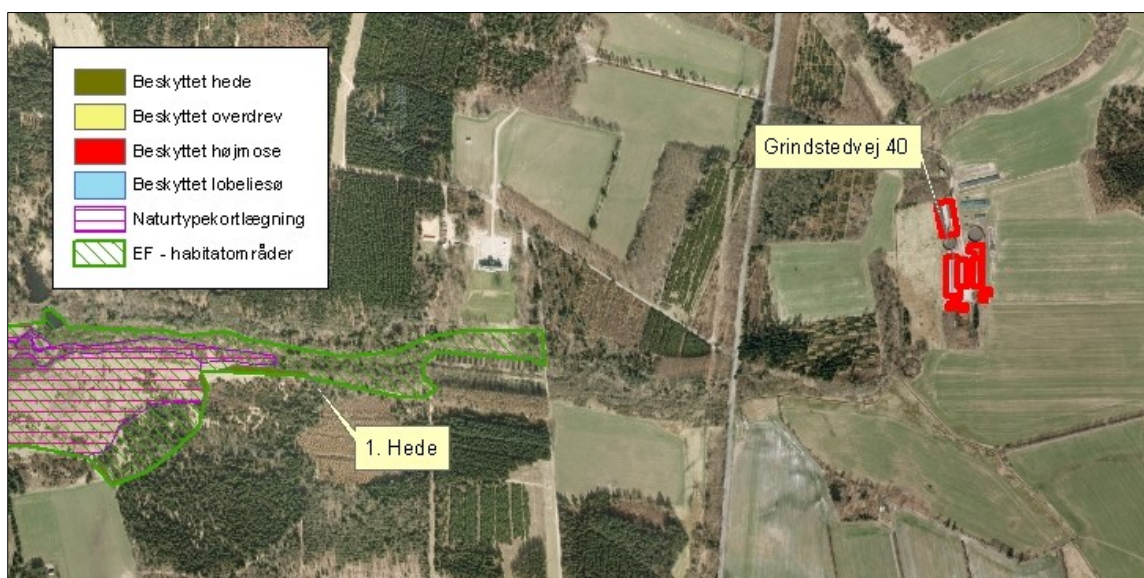 Beskyttet hede
Beskyttet overdrev
Beskyttet højmose
Beskyttet lobeliesø
Naturtypekortlægning
EF - habitatområder
Grindstedvej 40
1. Hede